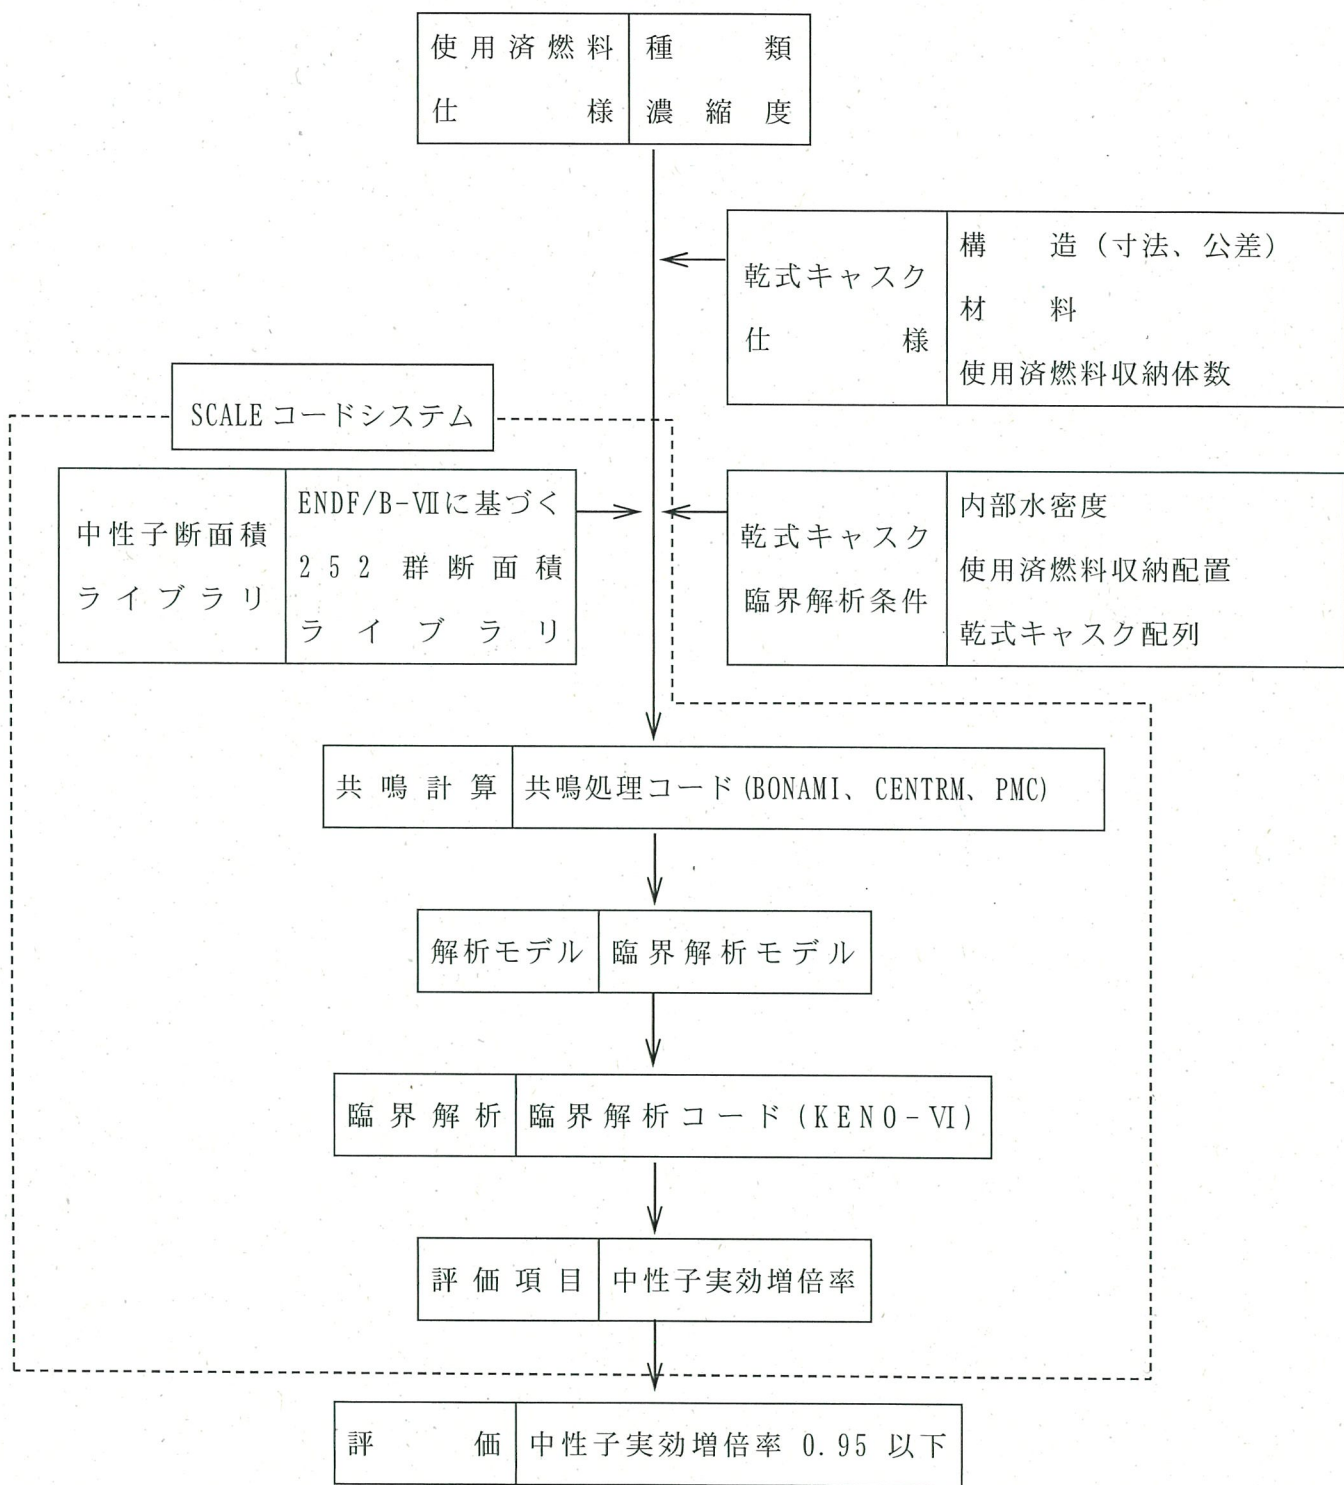 使用済燃料 種類
仕様 濃縮度
乾式キャスク
仕様
構造（寸法、公差）
材料
使用済燃料収納体数
SCALE コードシステム
中性子断面積
ライブラリ
ENDF/B-Ⅶに基づく
252 群断面積
ライブラリ
乾式キャスク
臨界解析条件
内部水密度
使用済燃料収納配置
乾式キャスク配列
共鳴計算 共鳴処理コード(BONAMI、CENTRM、PMC)
解析モデル 臨界解析モデル
臨界解析 臨界解析コード(KENO-Ⅵ)
評価項目 中性子実効増倍率
評価 中性子実効増倍率 0.95 以下